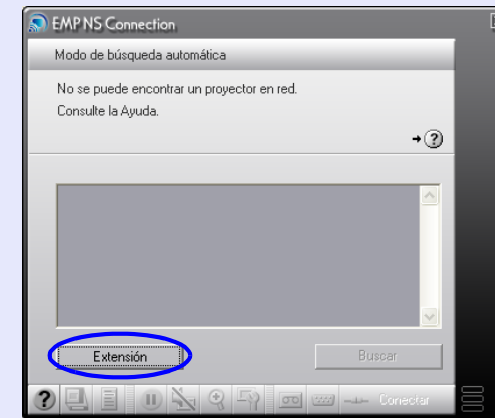 EMP NS Connection
Modo de búsqueda automática
No se puede encontrar un proyector en red.
Consulte la Ayuda.
Extensión
Buscar
Conectar